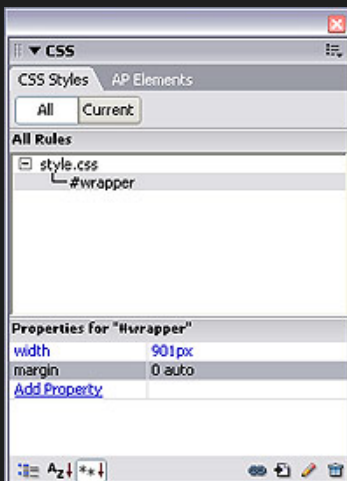 CSS
CSS Styles AP Elements
All Current
All Rules
style.css
#wrapper
Properties for "#wrapper"
width 901px
margin 0 auto
Add Property
AZ **